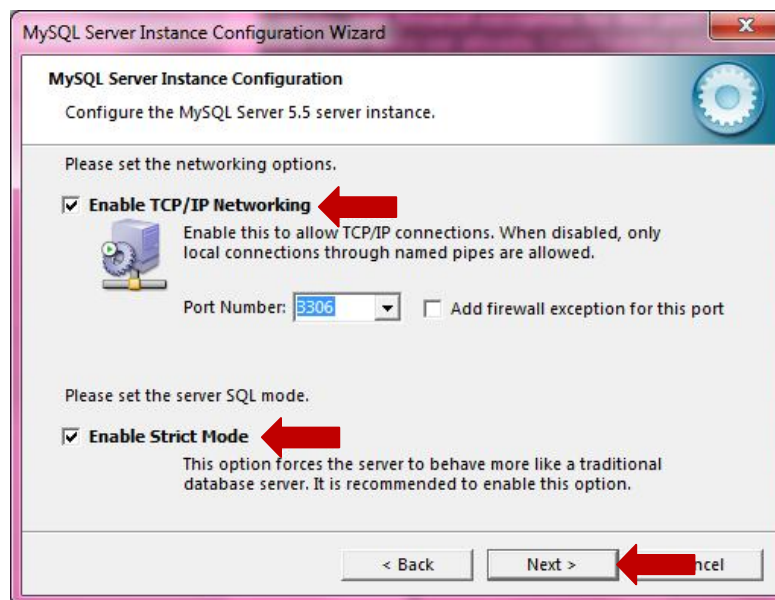 MySQL Server Instance Configuration Wizard
MySQL Server Instance Configuration
Configure the MySQL Server 5.5 server instance.
Please set the networking options.
Enable TCP/IP Networking
Enable this to allow TCP/IP connections. When disabled, only
local connections through named pipes are allowed.
Port Number: 3306 Add firewall exception for this port
Please set the server SQL mode.
Enable Strict Mode
This option forces the server to behave more like a traditional
database server. It is recommended to enable this option.
< Back Next > ncel